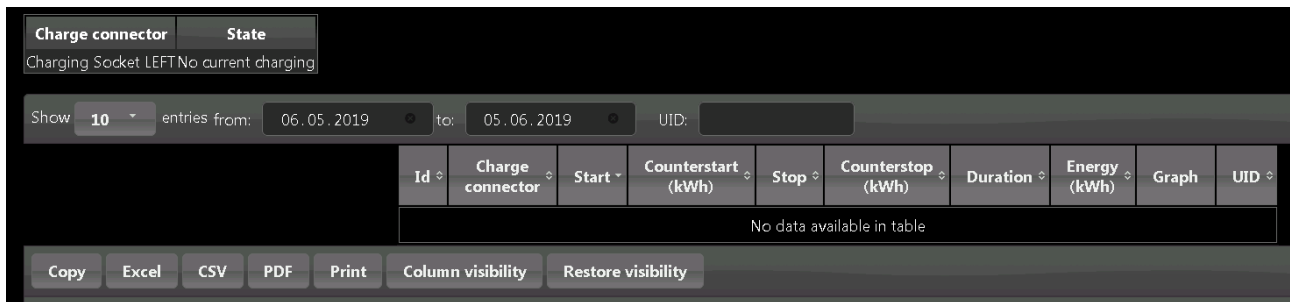 Charge connector State
Charging Socket LEFT No current charging
Show 10 entries from: 06.05.2019 to: 05.06.2019 UID:
Id Charge connector Start Counterstart (kWh) Stop Counterstop (kWh) Duration Energy (kWh) Graph UID
No data available in table
Copy Excel CSV PDF Print Column visibility Restore visibility